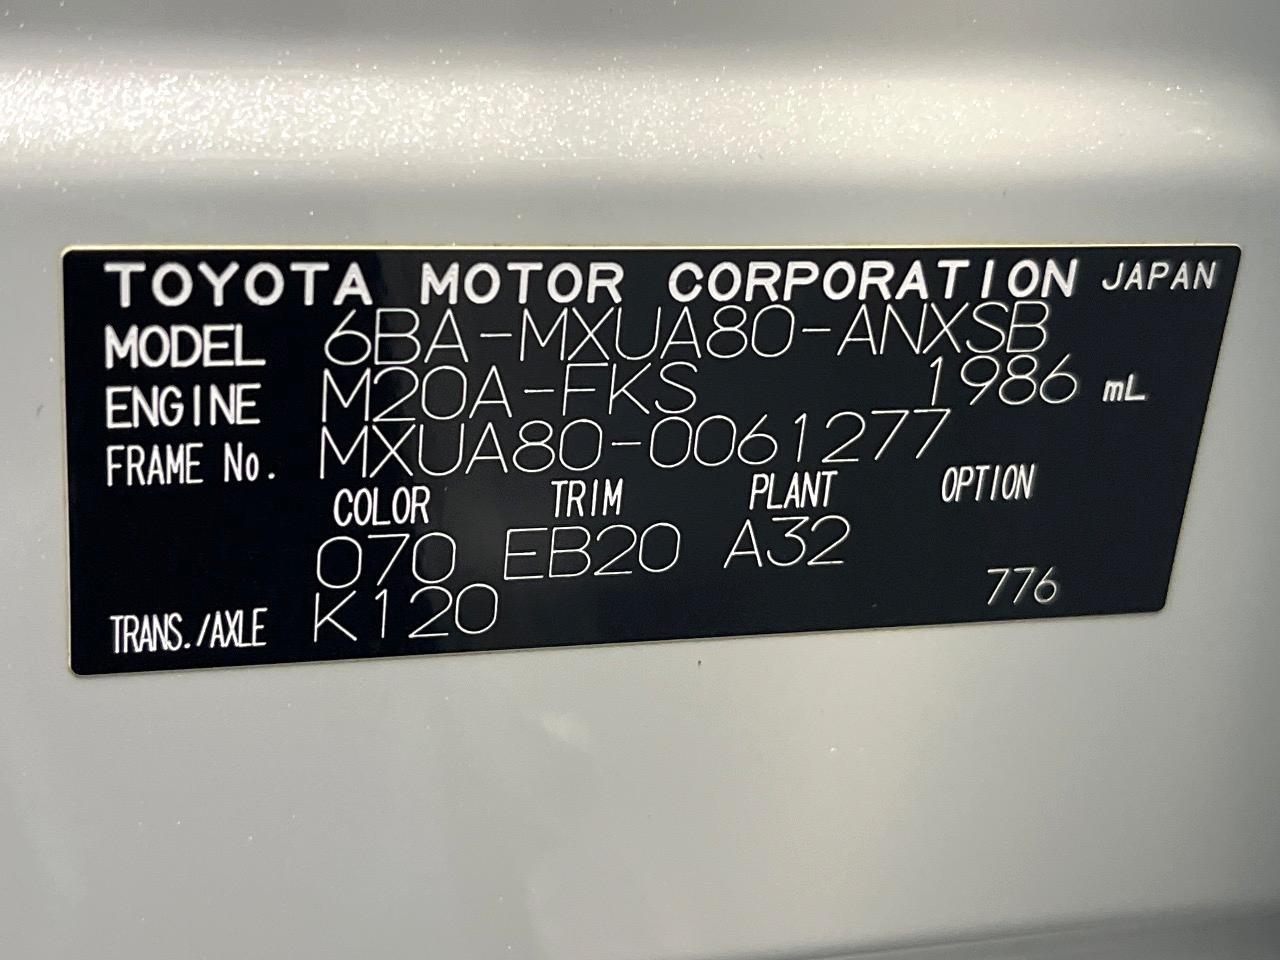 TOYOTA MOTOR CORPORATION JAPAN
MODEL 6BA-MXUA80-ANXSB
ENGINE M20A-FKS 1986 mL
FRAME No. MXUA80-0061277
COLOR TRIM PLANT OPTION
070 EB20 A32
TRANS./AXLE K120 776